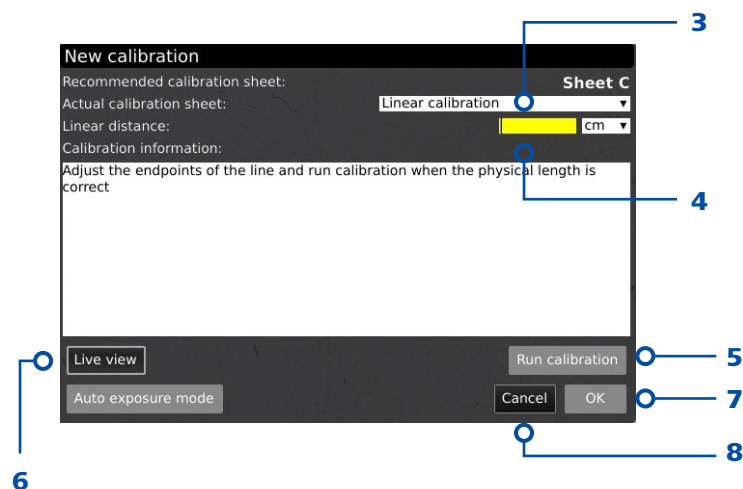 3
New calibration
Recommended calibration sheet: Sheet C
Actual calibration sheet: Linear calibration
Linear distance: cm
Calibration information:
Adjust the endpoints of the line and run calibration when the physical length is
correct
4
Live view Run calibration 5
Auto exposure mode Cancel OK 7
8
6